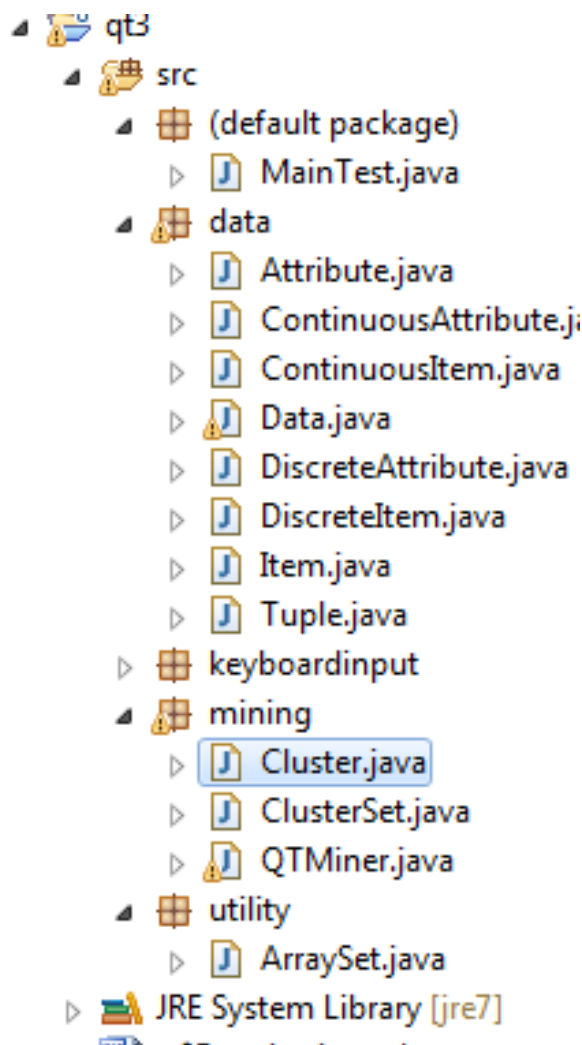 qt3
src
(default package)
MainTest.java
data
Attribute.java
ContinuousAttribute.ja
ContinuousItem.java
Data.java
DiscreteAttribute.java
DiscreteItem.java
Item.java
Tuple.java
keyboardinput
mining
Cluster.java
ClusterSet.java
QTMiner.java
utility
ArraySet.java
JRE System Library [jre7]